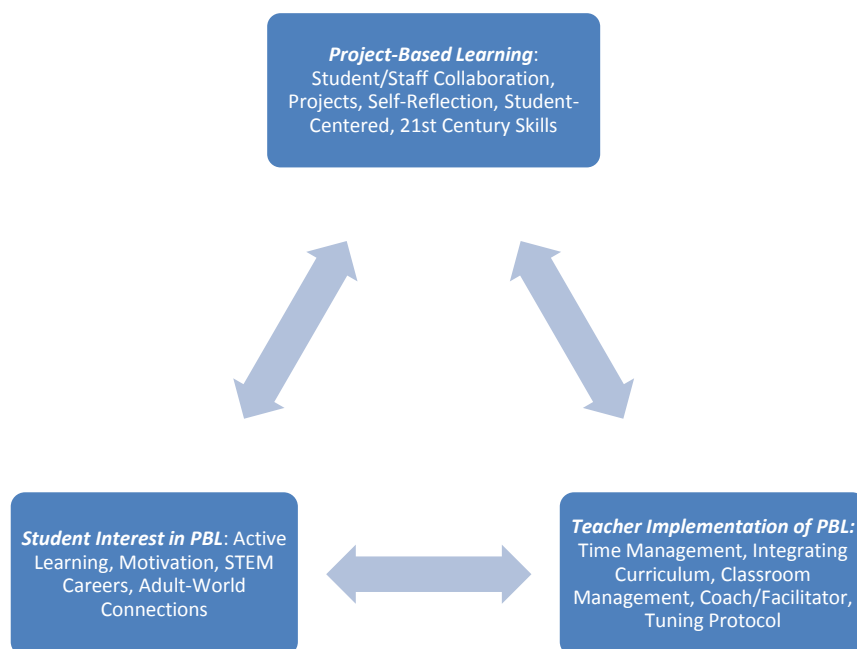 Project-Based Learning:
Student/Staff Collaboration,
Projects, Self-Reflection, Student-
Centered, 21st Century Skills
Student Interest in PBL: Active
Learning, Motivation, STEM
Careers, Adult-World
Connections
Teacher Implementation of PBL:
Time Management, Integrating
Curriculum, Classroom
Management, Coach/Facilitator,
Tuning Protocol